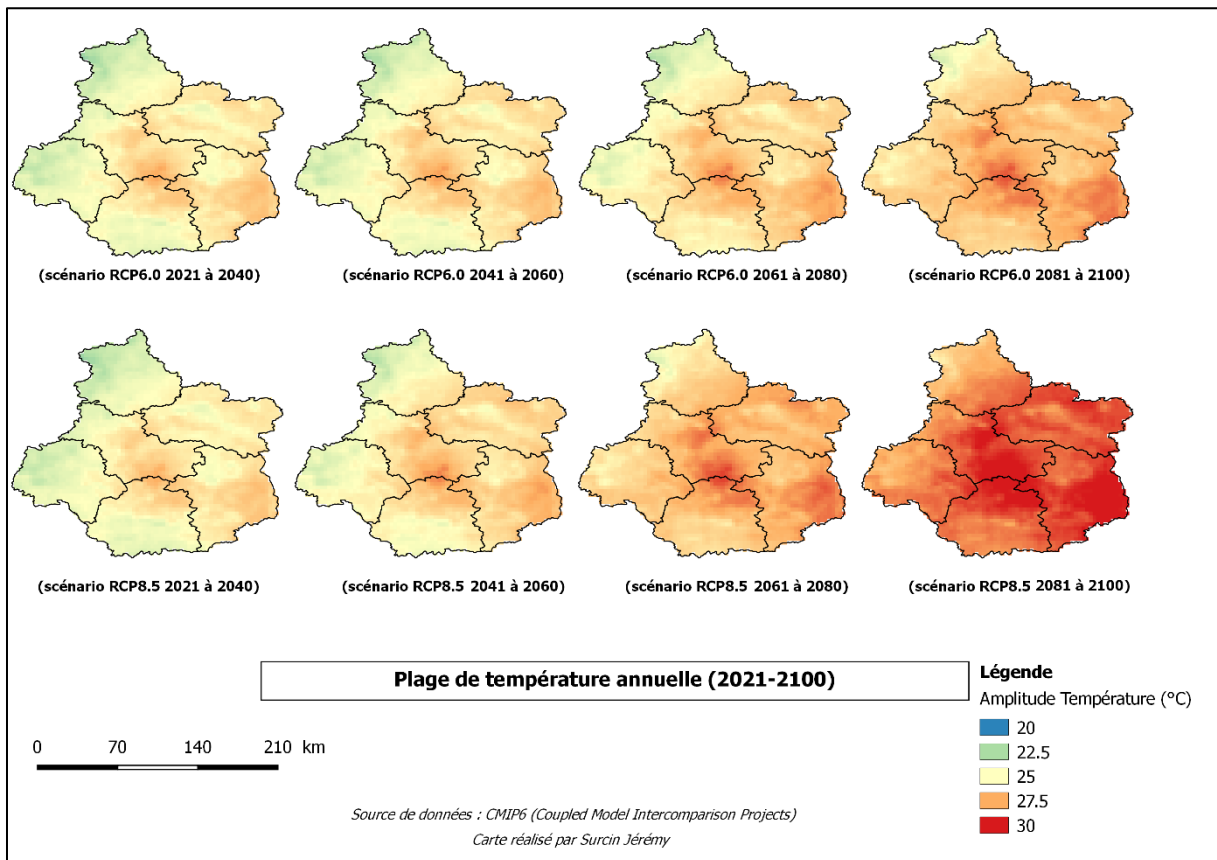 (scénario RCP6.0 2021 à 2040)
(scénario RCP6.0 2041 à 2060)
(scénario RCP6.0 2061 à 2080)
(scénario RCP6.0 2081 à 2100)
(scénario RCP8.5 2021 à 2040)
(scénario RCP8.5 2041 à 2060)
(scénario RCP8.5 2061 à 2080)
(scénario RCP8.5 2081 à 2100)
Plage de température annuelle (2021-2100)
Légende
Amplitude Température (°C)
20
22.5
25
27.5
30
0 70 140 210 km
Source de données : CMIP6 (Coupled Model Intercomparison Projects)
Carte réalisé par Surcin Jérémy